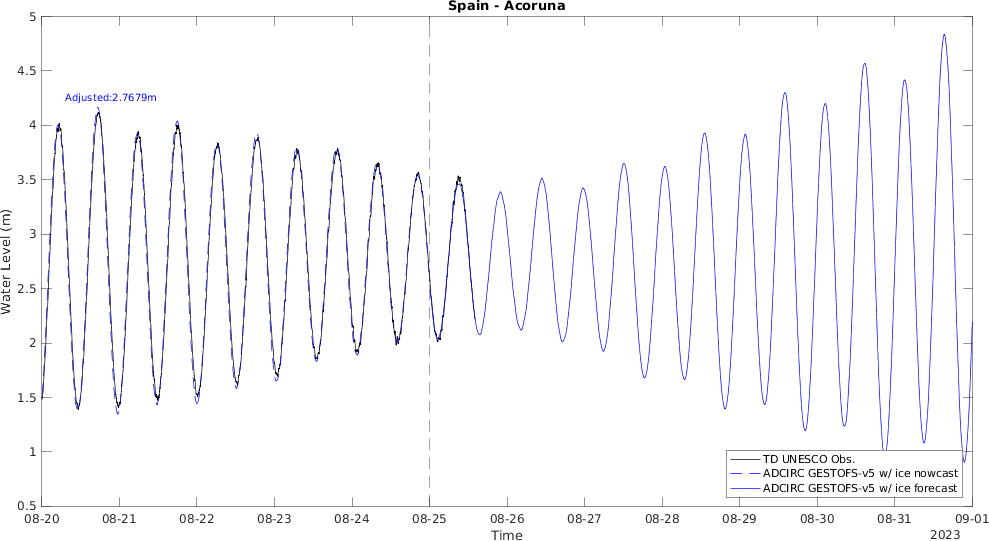 Spain - Acoruna
Adjusted:2.7679m
Water Level (m)
5
4.5
4
3.5
3
2.5
2
1.5
1
0.5
TD UNESCO Obs.
ADCIRC GESTOFS-v5 w/ ice nowcast
ADCIRC GESTOFS-v5 w/ ice forecast
08-20 08-21 08-22 08-23 08-24 08-25 08-26 08-27 08-28 08-29 08-30 08-31 09-01
Time
2023